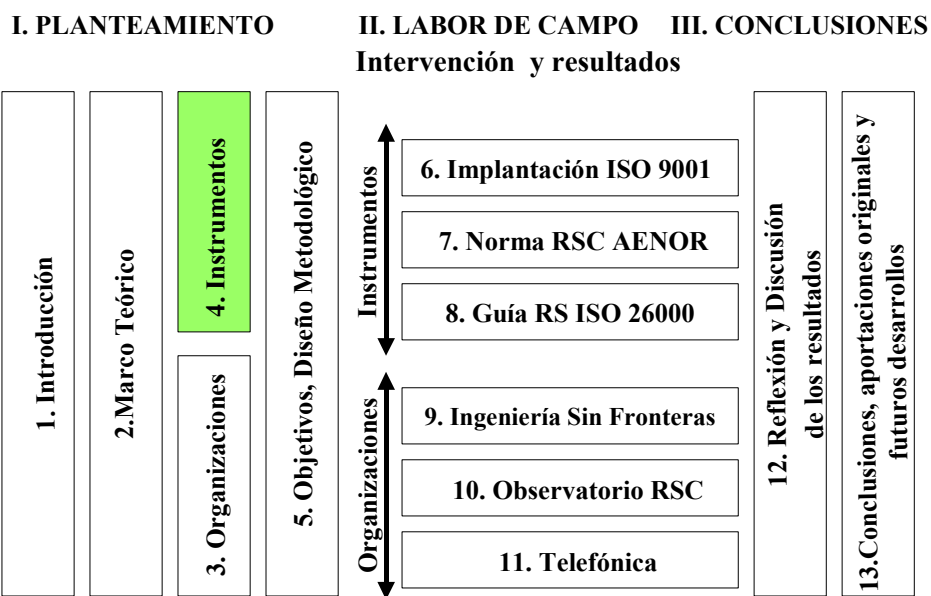 I. PLANTEAMIENTO
II. LABOR DE CAMPO
III. CONCLUSIONES
Intervención y resultados
1. Introducción
2.Marco Teórico
4. Instrumentos
3. Organizaciones
5. Objetivos, Diseño Metodológico
Instrumentos
6. Implantación ISO 9001
7. Norma RSC AENOR
8. Guía RS ISO 26000
Organizaciones
9. Ingeniería Sin Fronteras
10. Observatorio RSC
11. Telefónica
12. Reflexión y Discusión
de los resultados
13.Conclusiones, aportaciones originales y
futuros desarrollos